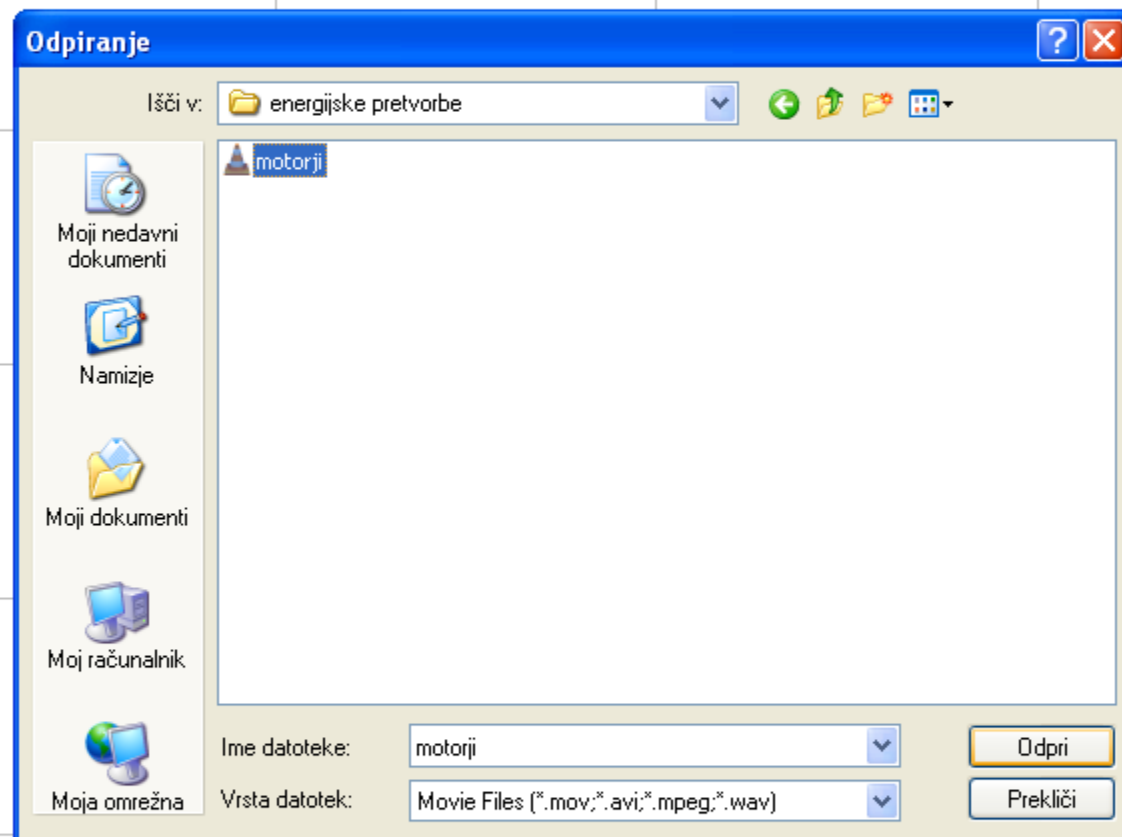 Odpiranje
Išči v:
energijske pretvorbe
motorji
Moji nedavni
dokumenti
Namizje
Moji dokumenti
Moj računalnik
Moja omrežna
Ime datoteke:
motorji
Odpri
Vrsta datotek:
Movie Files (*.mov;*.avi;*.mpeg;*.wav)
Prekliči